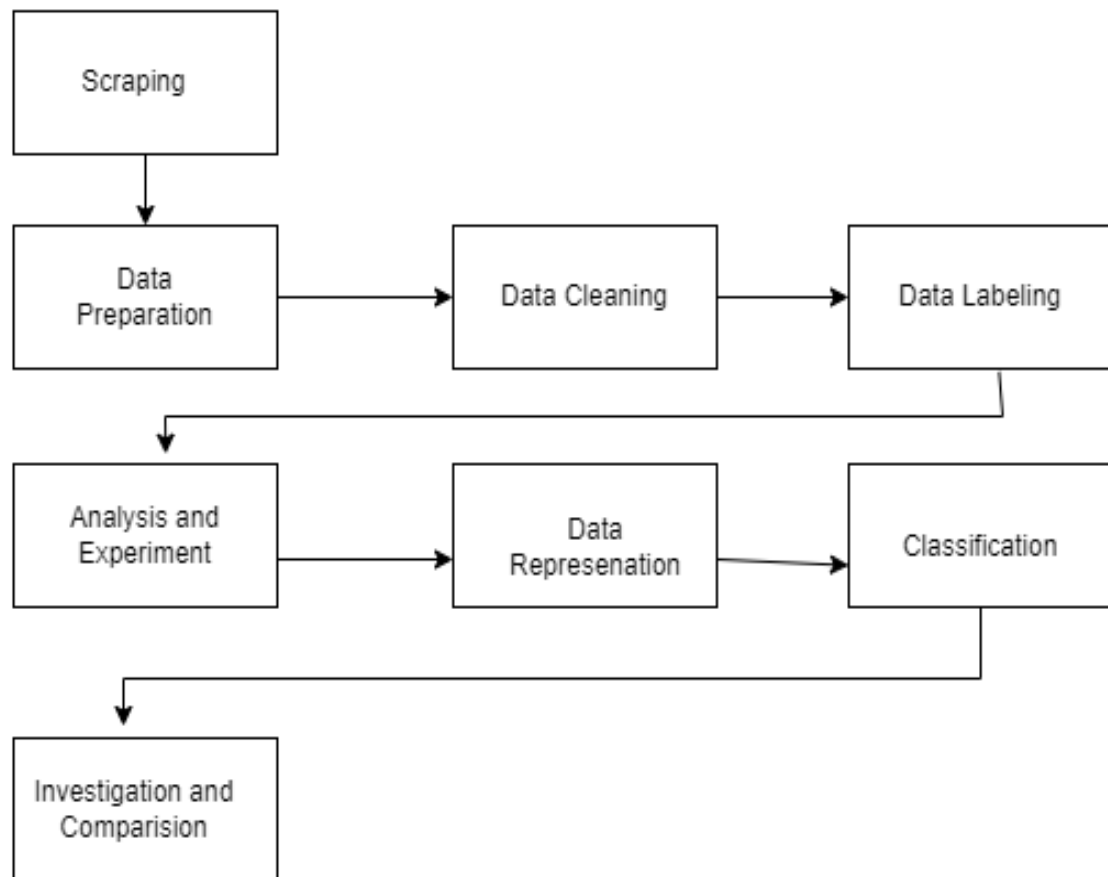 Scraping
Data
Preparation
Data Cleaning
Data Labeling
Analysis and
Experiment
Data
Represenation
Classification
Investigation and
Comparision